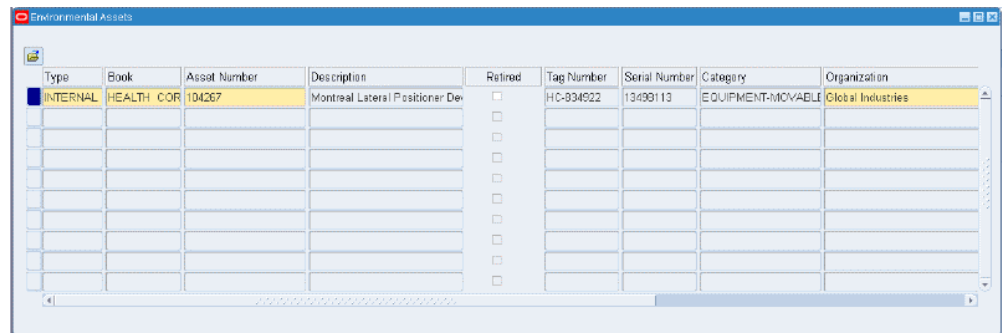 Environmental Assets
Type Book Asset Number Description Retired Tag Number Serial Number Category Organization
INTERNAL HEALTH COR 104267 Montreal Lateral Positioner Dev HC-834922 13498113 EQUIPMENT-MOVABLE Global Industries